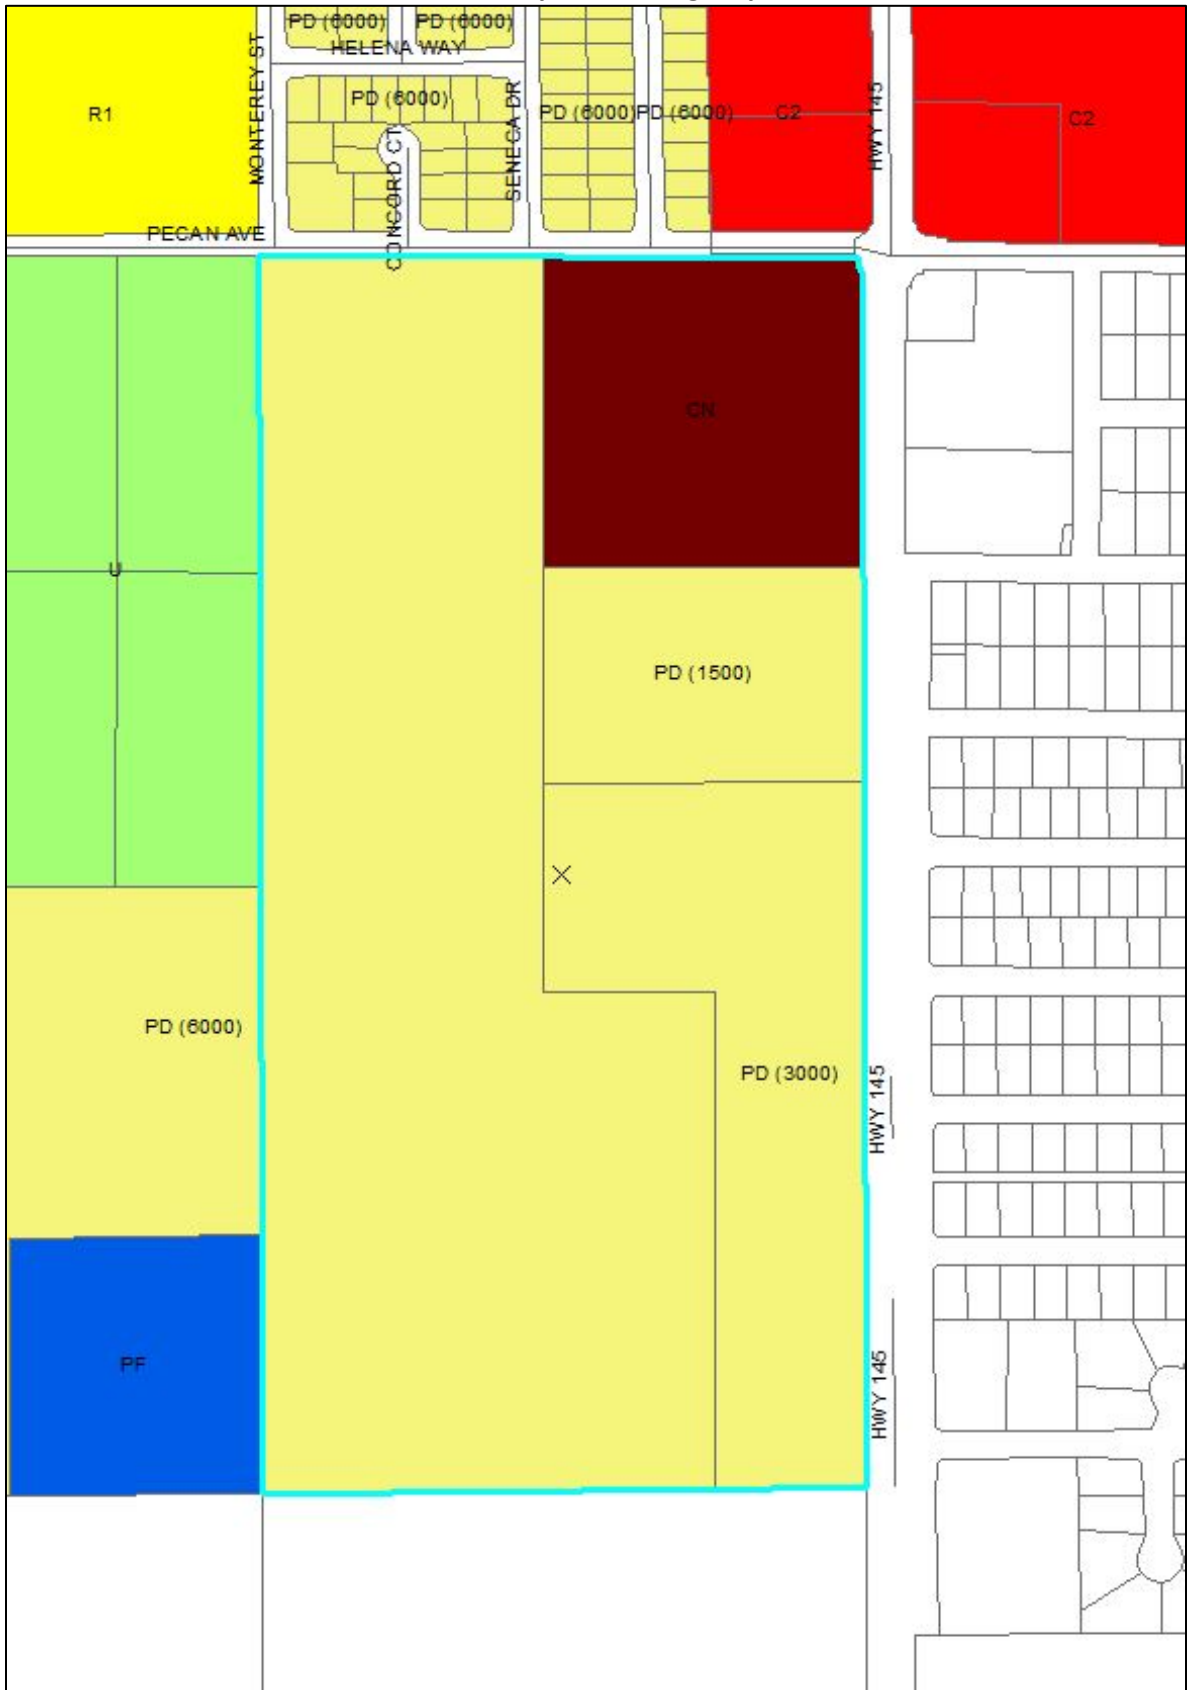 PD (6000)
PD (6000)
HELENA WAY
MONTEREY ST
R1
PD (6000)
SENECA DR
PD (6000)
PD (6000)
C2
HWY 145
C2
CONCORD CT
PECAN AVE
CN
U
PD (1500)
PD (6000)
PD (3000)
HWY 145
PF
HWY 145